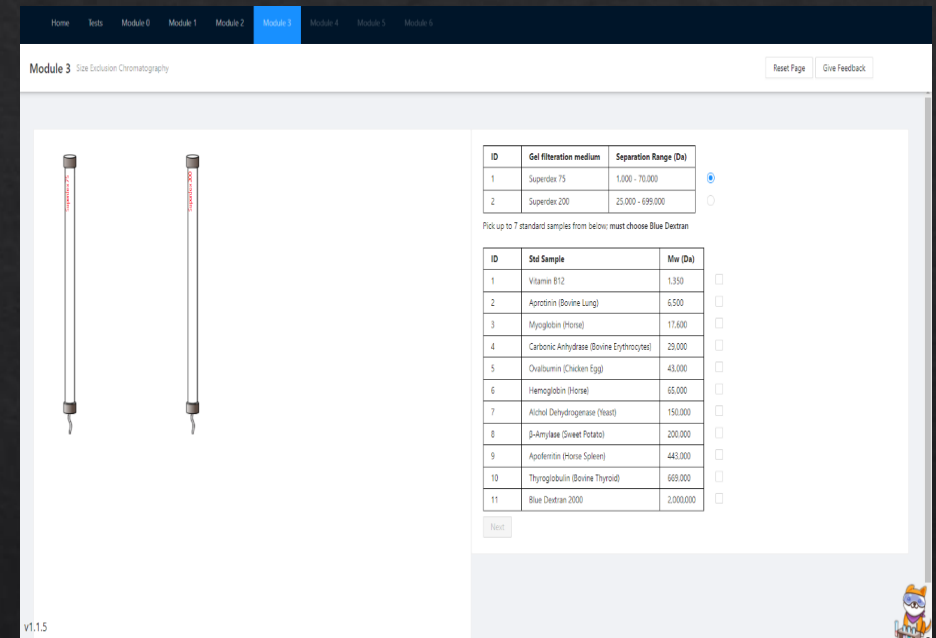 Home Tests Module 0 Module 1 Module 2 Module 3 Module 4 Module 5 Module 6
Module 3 Size Exclusion Chromatography
Reset Page Give Feedback
Superdex 75
Superdex 200
ID Gel filteration medium Separation Range (Da)
1 Superdex 75 1,000 - 70,000
2 Superdex 200 25,000 - 699,000
Pick up to 7 standard samples from below; must choose Blue Dextran
ID Std Sample Mw (Da)
1 Vitamin B12 1,350
2 Aprotinin (Bovine Lung) 6,500
3 Myoglobin (Horse) 17,600
4 Carbonic Anhydrase (Bovine Erythrocytes) 29,000
5 Ovalbumin (Chicken Egg) 43,000
6 Hemoglobin (Horse) 65,000
7 Alchol Dehydrogenase (Yeast) 150,000
8 β-Amylase (Sweet Potato) 200,000
9 Apoferritin (Horse Spleen) 443,000
10 Thyroglobulin (Bovine Thyroid) 669,000
11 Blue Dextran 2000 2,000,000
Next
v1.1.5